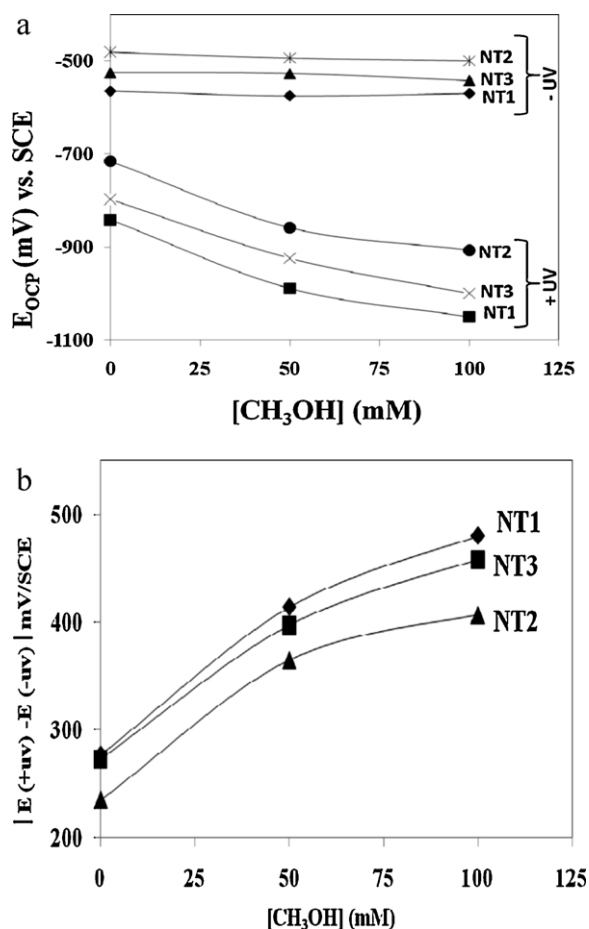 a
-500
-700
-900
-1100
E_OCP (mV) vs. SCE
NT2
NT3
NT1
- UV
NT2
NT3
NT1
+ UV
0
25
50
75
100
125
[CH₃OH] (mM)
b
500
400
300
200
| E (+uv) -E (-uv) | mV/SCE
NT1
NT3
NT2
0
25
50
75
100
125
[CH₃OH] (mM)